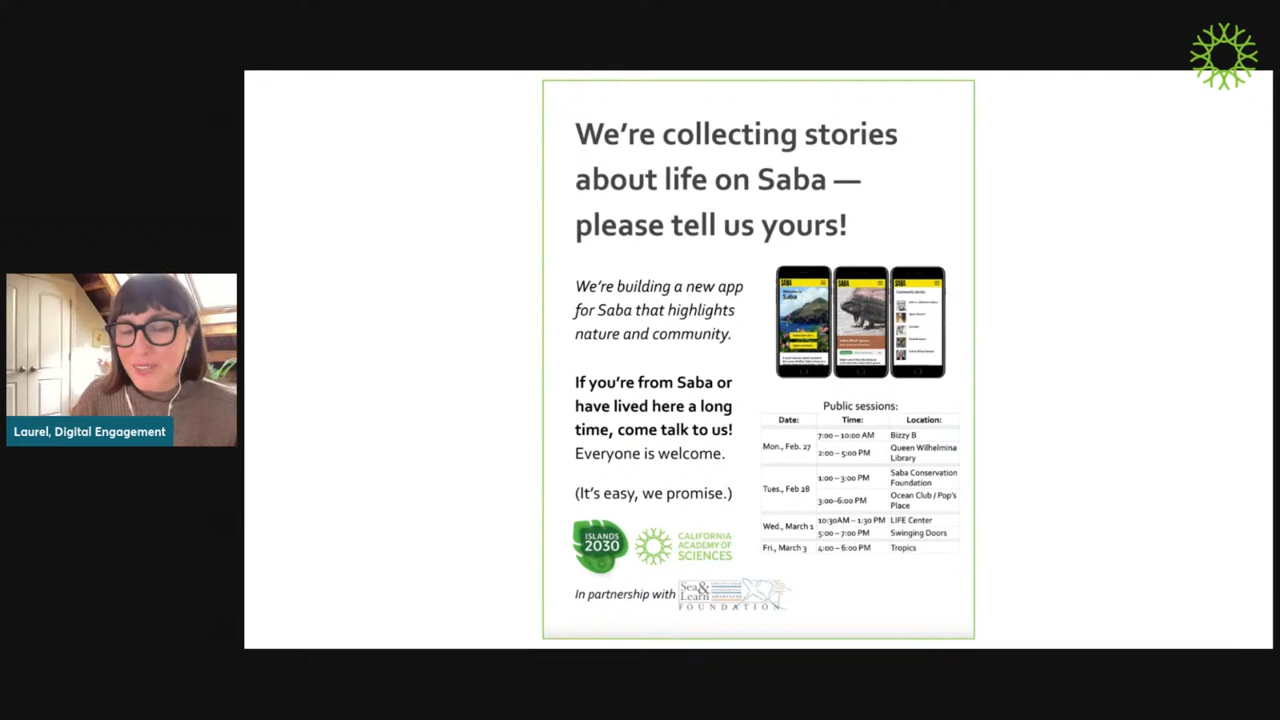 We're collecting stories
about life on Saba —
please tell us yours!
We're building a new app
for Saba that highlights
nature and community.
If you're from Saba or
have lived here a long
time, come talk to us!
Everyone is welcome.
(It's easy, we promise.)
ISLANDS
2030
CALIFORNIA
ACADEMY OF
SCIENCES
In partnership with
Sea &
Learn
FOUNDATION
SABA
Welcome to
Saba
SABA
SABA
Public sessions:
Date: Time: Location:
Mon., Feb. 27 7:00 – 10:00 AM Bizzy B
2:00 – 5:00 PM Queen Wilhelmina
Library
Tues., Feb 28 1:00 – 3:00 PM Saba Conservation
Foundation
3:00–6:00 PM Ocean Club / Pop's
Place
Wed., March 1 10:30AM – 1:30 PM LIFE Center
5:00 – 7:00 PM Swinging Doors
Fri., March 3 4:00 – 6:00 PM Tropics
Laurel, Digital Engagement